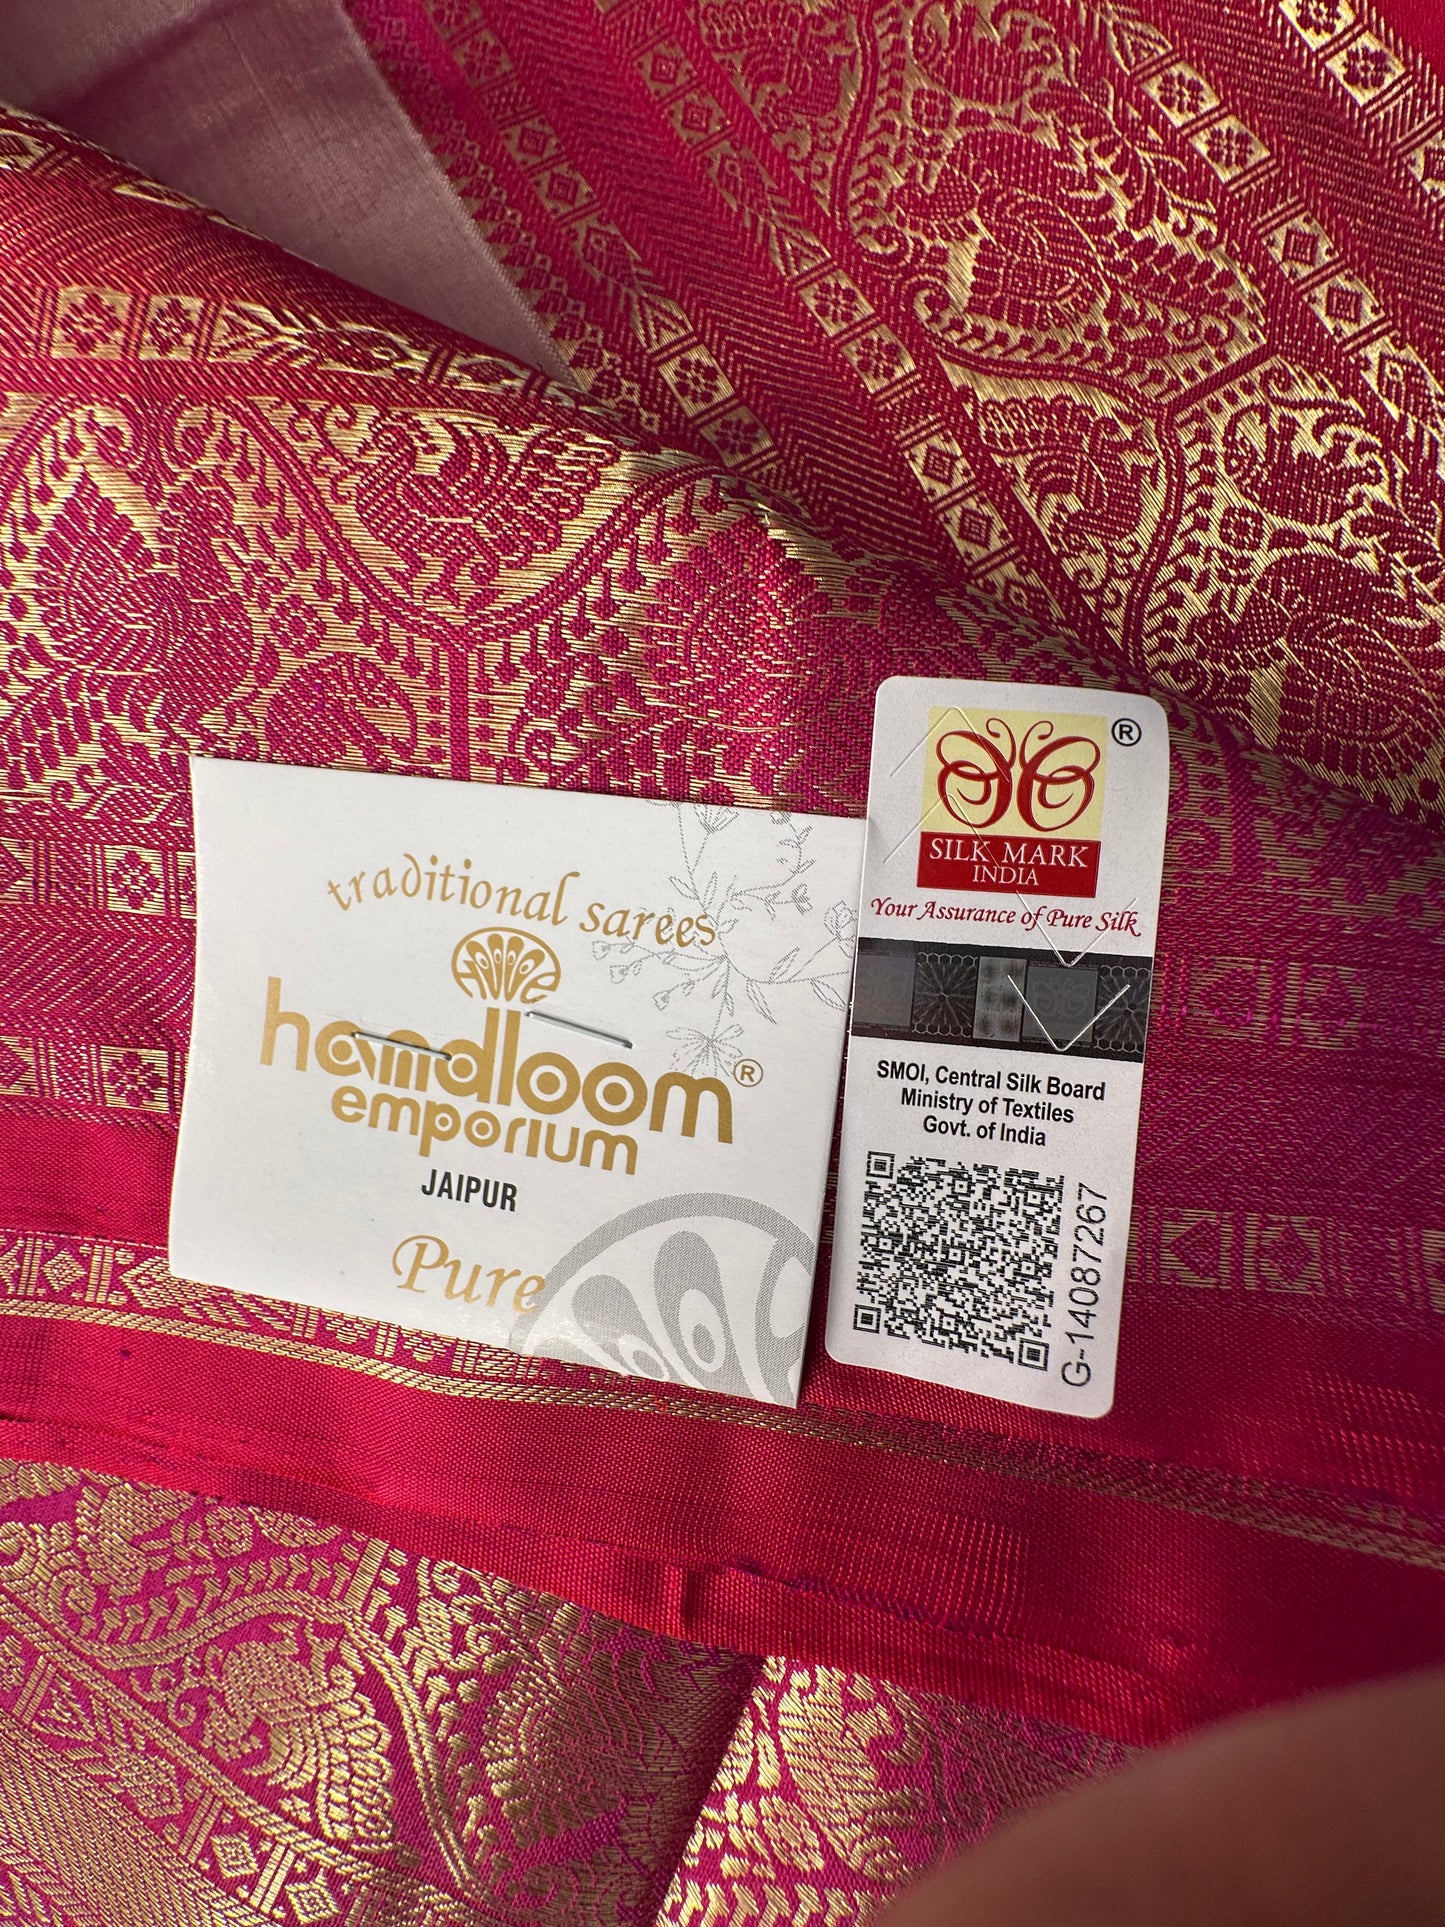 traditional sarees
handloom®
emporium
JAIPUR
Pure
®
SILK MARK
INDIA
Your Assurance of Pure Silk
SMOI, Central Silk Board
Ministry of Textiles
Govt. of India
G-14087267